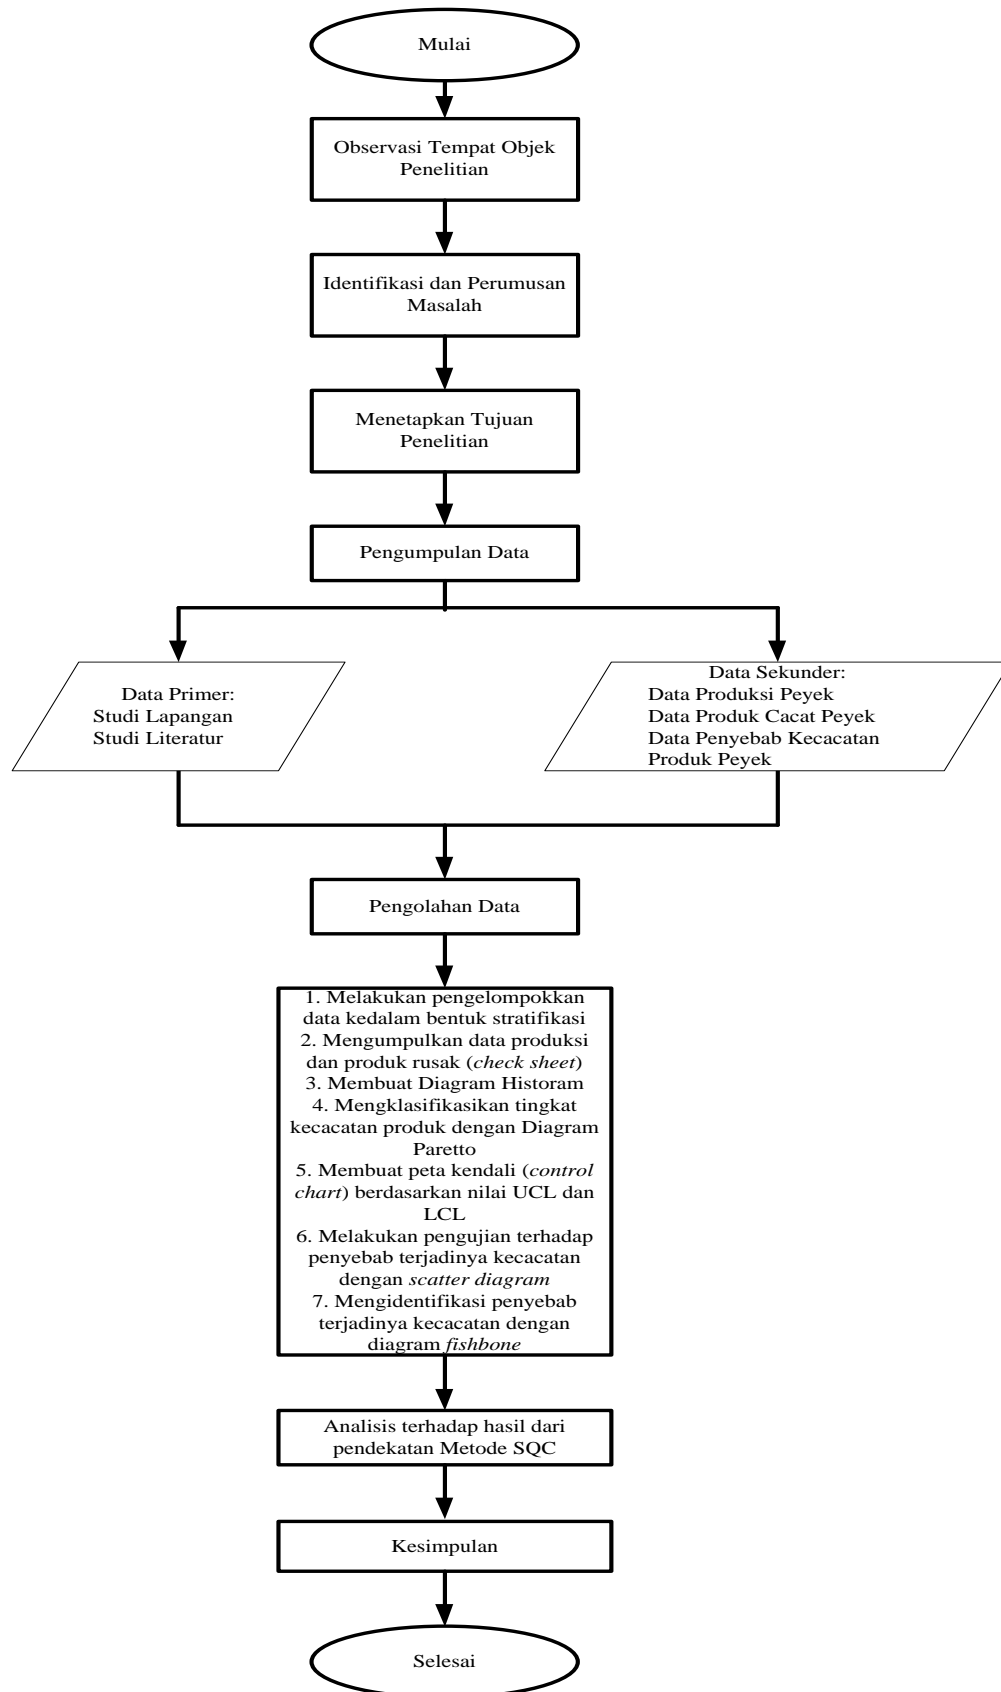 Mulai
Observasi Tempat Objek
Penelitian
Identifikasi dan Perumusan
Masalah
Menetapkan Tujuan
Penelitian
Pengumpulan Data
Data Primer:
Studi Lapangan
Studi Literatur
Data Sekunder:
Data Produksi Peyek
Data Produk Cacat Peyek
Data Penyebab Kecacatan
Produk Peyek
Pengolahan Data
1. Melakukan pengelompokkan
data kedalam bentuk stratifikasi
2. Mengumpulkan data produksi
dan produk rusak (check sheet)
3. Membuat Diagram Historam
4. Mengklasifikasikan tingkat
kecacatan produk dengan Diagram
Paretto
5. Membuat peta kendali (control
chart) berdasarkan nilai UCL dan
LCL
6. Melakukan pengujian terhadap
penyebab terjadinya kecacatan
dengan scatter diagram
7. Mengidentifikasi penyebab
terjadinya kecacatan dengan
diagram fishbone
Analisis terhadap hasil dari
pendekatan Metode SQC
Kesimpulan
Selesai